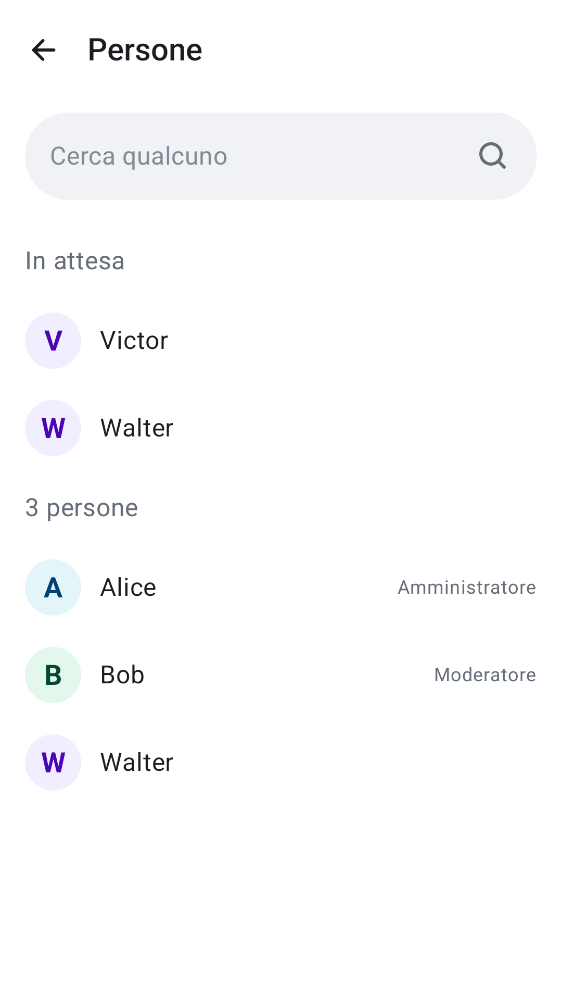 Persone
Cerca qualcuno
In attesa
V Victor
W Walter
3 persone
A Alice Amministratore
B Bob Moderatore
W Walter